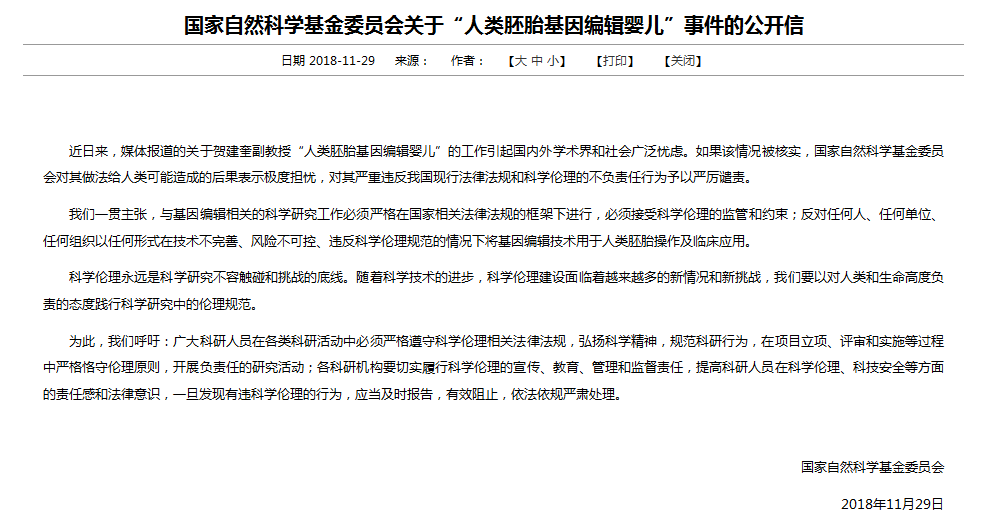 国家自然科学基金委员会关于“人类胚胎基因编辑婴儿”事件的公开信
日期 2018-11-29 来源： 作者： 【大 中 小】 【打印】 【关闭】
近日来，媒体报道的关于贺建奎副教授“人类胚胎基因编辑婴儿”的工作引起国内外学术界和社会广泛忧虑。如果该情况被核实，国家自然科学基金委员
会对其做法给人类可能造成的后果表示极度担忧，对其严重违反我国现行法律法规和科学伦理的不负责任行为予以严厉谴责。
我们一贯主张，与基因编辑相关的科学研究工作必须严格在国家相关法律法规的框架下进行，必须接受科学伦理的监管和约束；反对任何人、任何单位、
任何组织以任何形式在技术不完善、风险不可控、违反科学伦理规范的情况下将基因编辑技术用于人类胚胎操作及临床应用。
科学伦理永远是科学研究不容触碰和挑战的底线。随着科学技术的进步，科学伦理建设面临着越来越多的新情况和新挑战，我们要以对人类和生命高度负
责的态度践行科学研究中的伦理规范。
为此，我们呼吁：广大科研人员在各类科研活动中必须严格遵守科学伦理相关法律法规，弘扬科学精神，规范科研行为，在项目立项、评审和实施等过程
中严格恪守伦理原则，开展负责任的研究活动；各科研机构要切实履行科学伦理的宣传、教育、管理和监督责任，提高科研人员在科学伦理、科技安全等方面
的责任感和法律意识，一旦发现有违科学伦理的行为，应当及时报告，有效阻止，依法依规严肃处理。
国家自然科学基金委员会
2018年11月29日